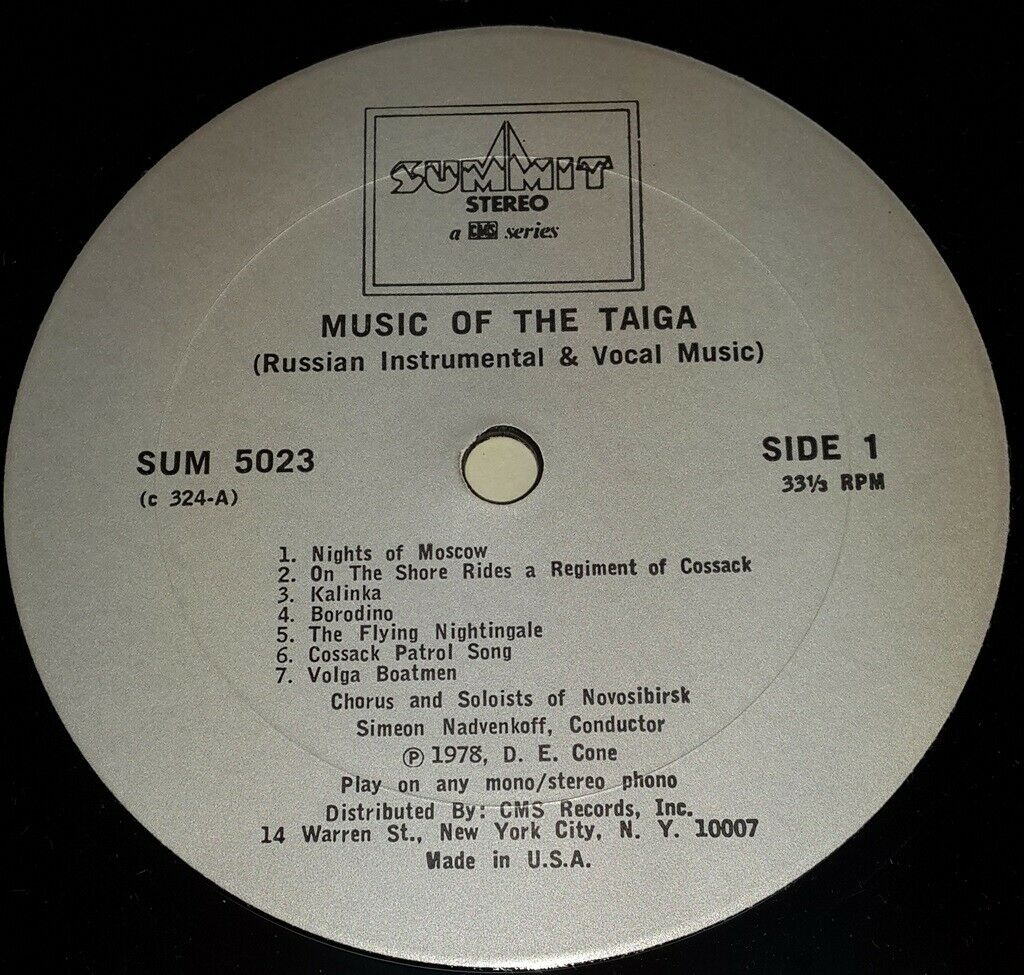 SUMMIT
STEREO
a CMS series
MUSIC OF THE TAIGA
(Russian Instrumental & Vocal Music)
SUM 5023
(c 324-A)
SIDE 1
33⅓ RPM
1. Nights of Moscow
2. On The Shore Rides a Regiment of Cossack
3. Kalinka
4. Borodino
5. The Flying Nightingale
6. Cossack Patrol Song
7. Volga Boatmen
Chorus and Soloists of Novosibirsk
Simeon Nadvenkoff, Conductor
Ⓟ 1978, D. E. Cone
Play on any mono/stereo phono
Distributed By: CMS Records, Inc.
14 Warren St., New York City, N. Y. 10007
Made in U.S.A.